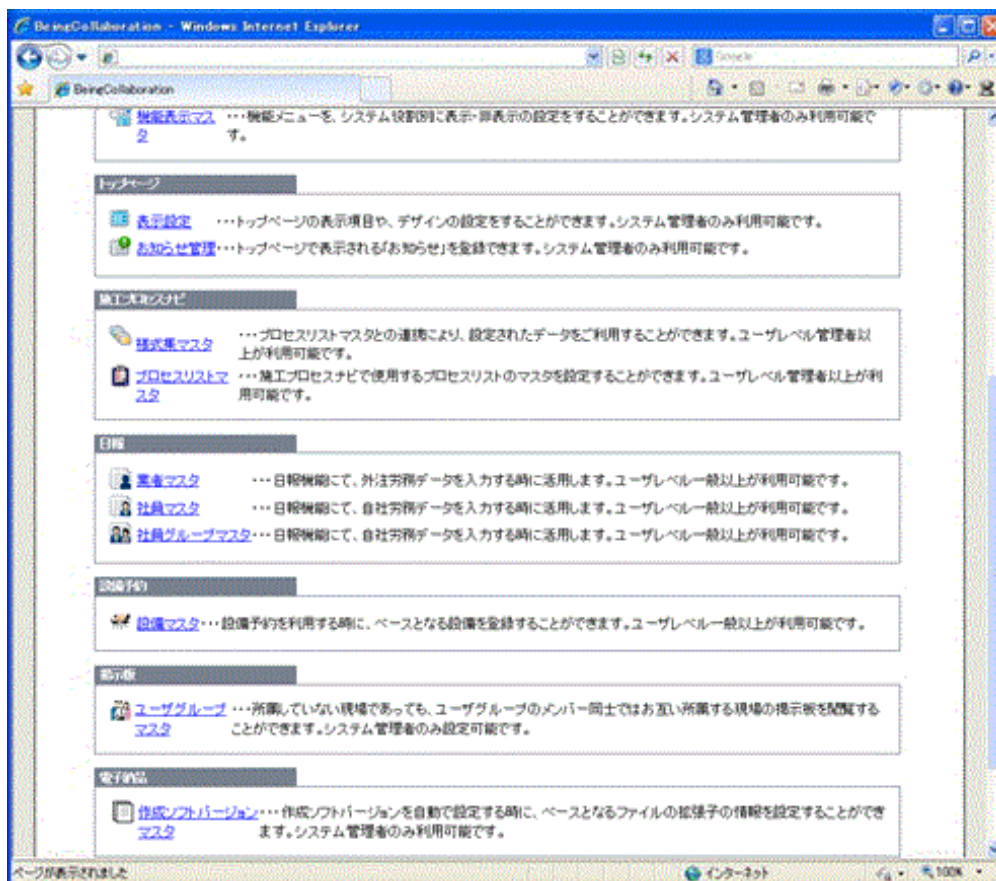 BeingCollaboration - Windows Internet Explorer
Google
BeingCollaboration
機能表示マスタ ・・・機能メニューを、システム役割別に表示・非表示の設定をすることができます。システム管理者のみ利用可能で
す。
トップページ
表示設定 ・・・トップページの表示項目や、デザインの設定をすることができます。システム管理者のみ利用可能です。
お知らせ管理・・・トップページで表示される「お知らせ」を登録できます。システム管理者のみ利用可能です。
施工プロセスナビ
様式集マスタ ・・・プロセスリストマスタとの連携により、設定されたデータをご利用することができます。ユーザレベル管理者以
上が利用可能です。
プロセスリストマスタ ・・・施工プロセスナビで使用するプロセスリストのマスタを設定することができます。ユーザレベル管理者以上が利
用可能です。
日報
業者マスタ ・・・日報機能にて、外注労務データを入力する時に活用します。ユーザレベル一般以上が利用可能です。
社員マスタ ・・・日報機能にて、自社労務データを入力する時に活用します。ユーザレベル一般以上が利用可能です。
社員グループマスタ・・・日報機能にて、自社労務データを入力する時に活用します。ユーザレベル一般以上が利用可能です。
設備予約
設備マスタ・・・設備予約を利用する時に、ベースとなる設備を登録することができます。ユーザレベル一般以上が利用可能です。
掲示板
ユーザグループマスタ ・・・所属していない現場であっても、ユーザグループのメンバー同士ではお互い所属する現場の掲示板を閲覧する
ことができます。システム管理者のみ設定可能です。
電子納品
作成ソフトバージョンマスタ・・・作成ソフトバージョンを自動で設定する時に、ベースとなるファイルの拡張子の情報を設定することができ
ます。システム管理者のみ利用可能です。
ページが表示されました
インターネット
100%